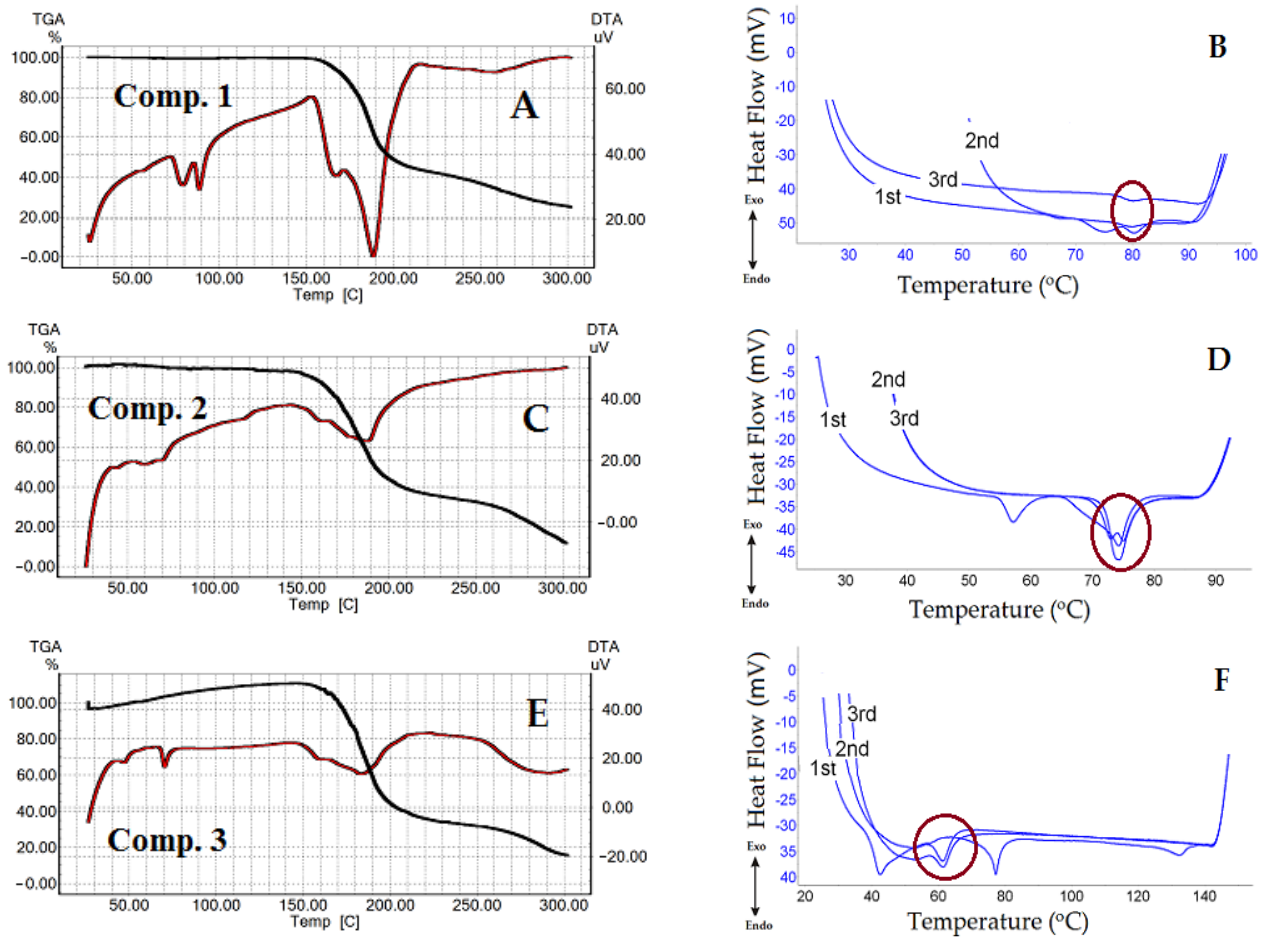 TGA
%
DTA
uV
100.00
80.00
60.00
40.00
20.00
-0.00
60.00
40.00
20.00
Comp. 1
A
50.00 100.00 150.00 200.00 250.00 300.00
Temp [C]
B
Heat Flow (mV)
10
0
-10
-20
-30
40
50
2nd
3rd
1st
Exo
Endo
30 40 50 60 70 80 90 100
Temperature (oC)
TGA
%
DTA
uV
100.00
80.00
60.00
40.00
20.00
-0.00
40.00
20.00
-0.00
Comp. 2
C
50.00 100.00 150.00 200.00 250.00 300.00
Temp [C]
D
Heat Flow (mV)
0
-5
-10
-15
-20
-25
-30
-35
-40
-45
2nd
1st
3rd
Exo
Endo
30 40 50 60 70 80 90
Temperature (oC)
TGA
%
DTA
uV
100.00
80.00
60.00
40.00
20.00
-0.00
40.00
20.00
0.00
-20.00
E
Comp. 3
50.00 100.00 150.00 200.00 250.00 300.00
Temp [C]
F
Heat Flow (mV)
0
-5
-10
-15
-20
-25
-30
35
40
3rd
2nd
1st
Exo
Endo
20 40 60 80 100 120 140
Temperature (oC)